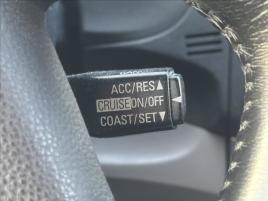 ACC/RES▲
CRUISE ON/OFF
COAST/SET▼